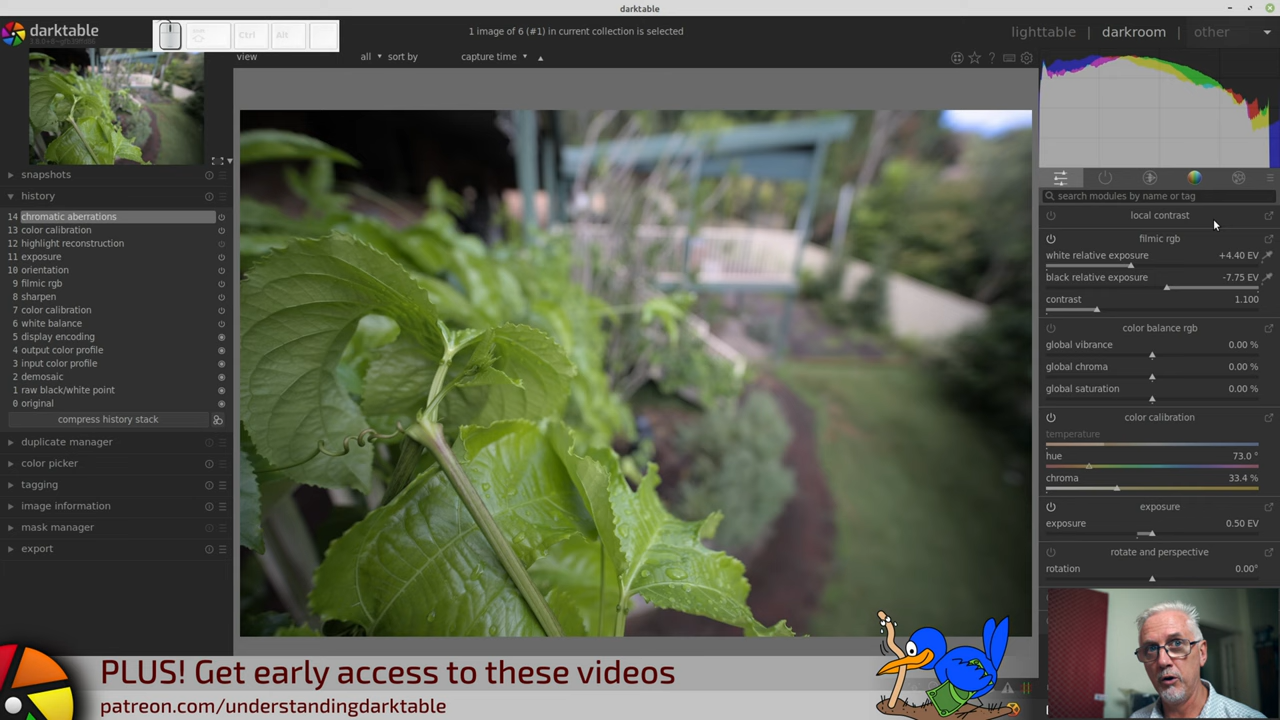 darktable
darktable
Ctrl
Alt
1 image of 6 (#1) in current collection is selected
lighttable | darkroom | other
view
all sort by capture time
snapshots
history
14 chromatic aberrations
13 color calibration
12 highlight reconstruction
11 exposure
10 orientation
9 filmic rgb
8 sharpen
7 color calibration
6 white balance
5 display encoding
4 output color profile
3 input color profile
2 demosaic
1 raw black/white point
0 original
compress history stack
duplicate manager
color picker
tagging
image information
mask manager
export
search modules by name or tag
local contrast
filmic rgb
white relative exposure +4.40 EV
black relative exposure -7.75 EV
contrast 1.100
color balance rgb
global vibrance 0.00 %
global chroma 0.00 %
global saturation 0.00 %
color calibration
temperature
hue 73.0 °
chroma 33.4 %
exposure
exposure 0.50 EV
rotate and perspective
rotation 0.00°
PLUS! Get early access to these videos
patreon.com/understandingdarktable